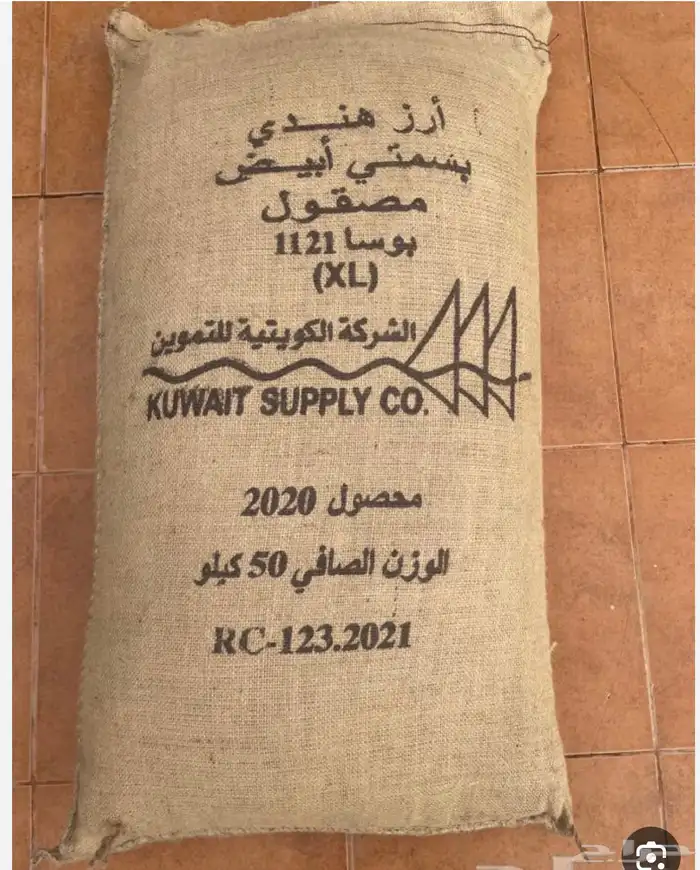 أرز هندي
بسمتي أبيض
مصقول
بوسا 1121
(XL)
الشركة الكويتية للتموين
KUWAIT SUPPLY CO.
محصول 2020
الوزن الصافي 50 كيلو
RC-123.2021